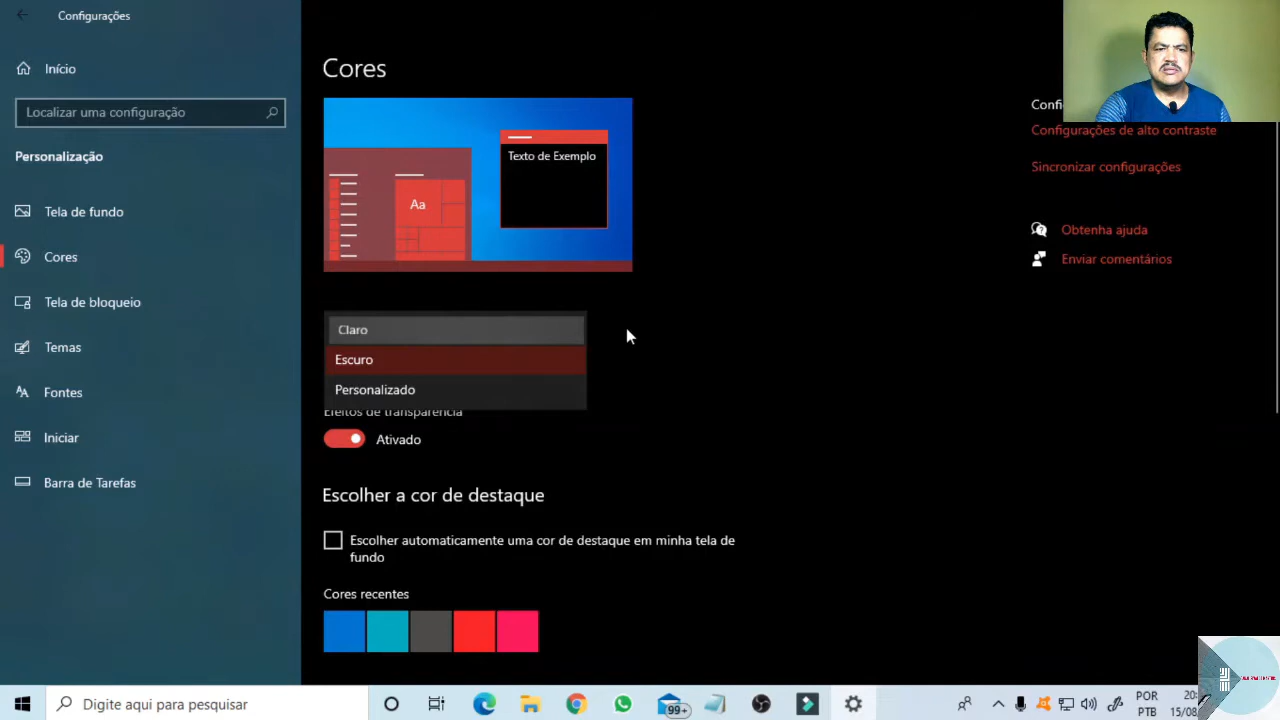 Configurações
Início
Localizar uma configuração
Personalização
Tela de fundo
Cores
Tela de bloqueio
Temas
Fontes
Iniciar
Barra de Tarefas
Cores
Texto de Exemplo
Aa
Claro
Escuro
Personalizado
Efeitos de transparência
Ativado
Escolher a cor de destaque
Escolher automaticamente uma cor de destaque em minha tela de
fundo
Cores recentes
Confi
Configurações de alto contraste
Sincronizar configurações
Obtenha ajuda
Enviar comentários
Digite aqui para pesquisar
99+
POR
PTB
20:
15/08